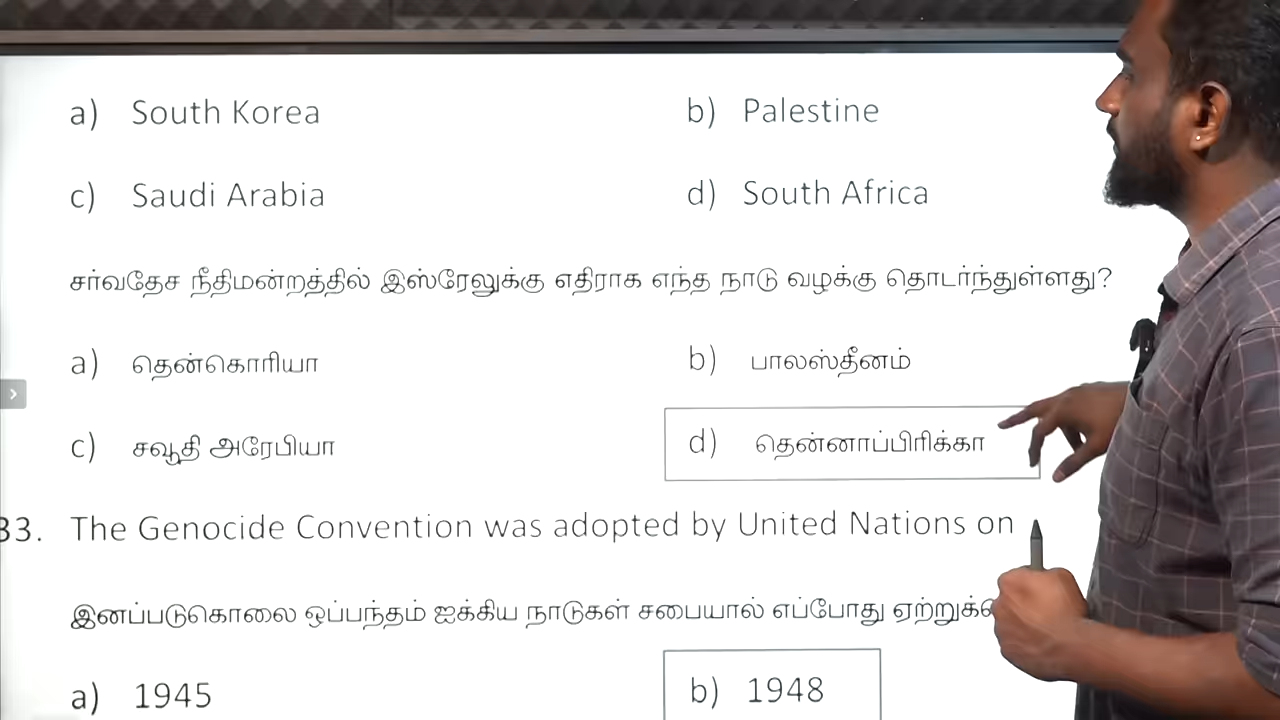 a) South Korea b) Palestine
c) Saudi Arabia d) South Africa
சர்வதேச நீதிமன்றத்தில் இஸ்ரேலுக்கு எதிராக எந்த நாடு வழக்கு தொடர்ந்துள்ளது?
a) தென்கொரியா b) பாலஸ்தீனம்
c) சவூதி அரேபியா d) தென்னாப்பிரிக்கா
33. The Genocide Convention was adopted by United Nations on
இனப்படுகொலை ஒப்பந்தம் ஐக்கிய நாடுகள் சபையால் எப்போது
a) 1945 b) 1948